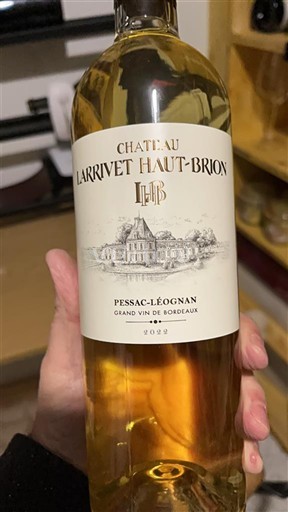 CHATEAU
LARRIVET HAUT-BRION
LHB
PESSAC-LÉOGNAN
GRAND VIN DE BORDEAUX
2022